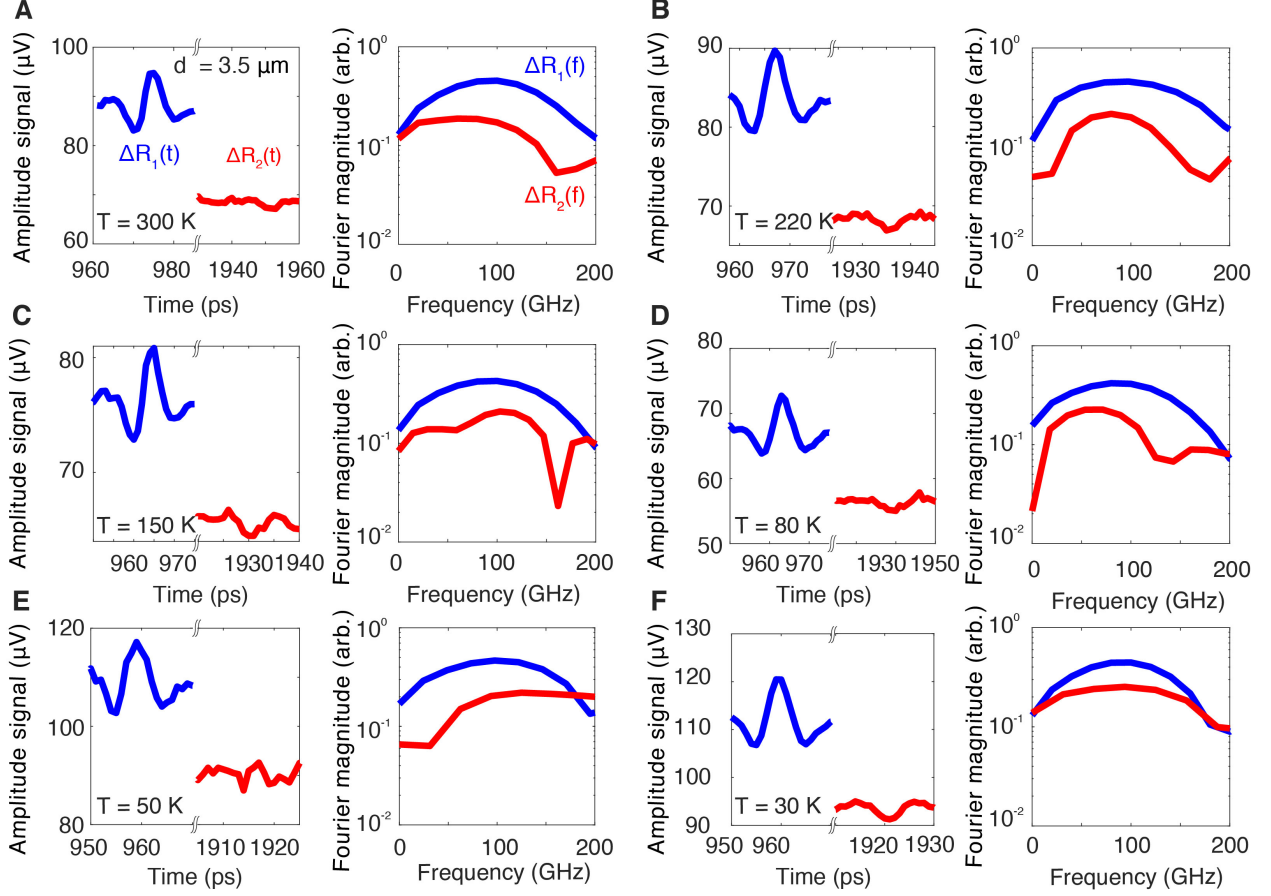 A
Amplitude signal (µV)
100
80
60
d = 3.5 µm
ΔR1(t)
ΔR2(t)
T = 300 K
960 986 1940 1960
Time (ps)
Fourier magnitude (arb.)
10^0
10^-1
10^-2
ΔR1(f)
ΔR2(f)
0 100 200
Frequency (GHz)
B
Amplitude signal (µV)
90
80
70
T = 220 K
960 970 1930 1940
Time (ps)
Fourier magnitude (arb.)
10^0
10^-1
10^-2
0 100 200
Frequency (GHz)
C
Amplitude signal (µV)
80
70
T = 150 K
960 970 1930 1940
Time (ps)
Fourier magnitude (arb.)
10^0
10^-1
10^-2
0 100 200
Frequency (GHz)
D
Amplitude signal (µV)
80
70
60
50
T = 80 K
960 970 1930 1950
Time (ps)
Fourier magnitude (arb.)
10^0
10^-1
10^-2
0 100 200
Frequency (GHz)
E
Amplitude signal (µV)
120
100
80
T = 50 K
950 960 1910 1920
Time (ps)
Fourier magnitude (arb.)
10^0
10^-1
10^-2
0 100 200
Frequency (GHz)
F
Amplitude signal (µV)
130
120
110
100
90
T = 30 K
950 960 1920 1930
Time (ps)
Fourier magnitude (arb.)
10^0
10^-1
10^-2
0 100 200
Frequency (GHz)